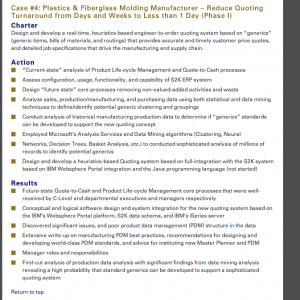 Case #4: Plastics & Fiberglass Molding Manufacturer – Reduce Quoting
Turnaround from Days and Weeks to Less than 1 Day (Phase I)
Charter
Design and develop a real-time, heuristics-based engineer-to-order quoting system based on "generics"
(generic items, bills of materials, and routings) that provides accurate and timely customer price quotes,
and detailed job specifications that drive the manufacturing and supply chain.
Action
"Current-state" analysis of Product Life-cycle Management and Quote-to-Cash processes
Assess configuration, usage, functionality, and capability of S2K ERP system
Design "future state" core processes removing non-valued-added activities and waste
Analyze sales, production/manufacturing, and purchasing data using both statistical and data mining
techniques to define/identify potential generic clustering and groupings
Conduct analysis of historical manufacturing production data to determine if "generics" standards
can be developed to support the new quoting concept
Employed Microsoft's Analysis Services and Data Mining algorithms (Clustering, Neural
Networks, Decision Trees, Basket Analysis, etc.) to conducted sophisticated analysis of millions of
records to identify potential generics
Design and develop a heuristics-based Quoting system based on full-integration with the S2K system
based on IBM Websphere Portal integration and the Java programming language (not started)
Results
Future-state Quote-to-Cash and Product Life-cycle Management core processes that were well-
received by C-Level and departmental executives and managers respectively
Conceptual and logical software design and system integration for the new quoting system based on
the IBM's Websphere Portal platform, S2K data schema, and IBM's iSeries server
Discovered significant issues, and poor product data management (PDM) structure in the data
Extensive write-up on manufacturing PDM best practices, recommendations for designing and
developing world-class PDM standards, and advice for instituting new Master Planner and PDM
Manager roles and responsibilities
First-cut analysis of production data analysis with significant findings from data mining analysis
revealing a high probability that standard generics can be developed to support a sophisticated
quoting system
Return to top